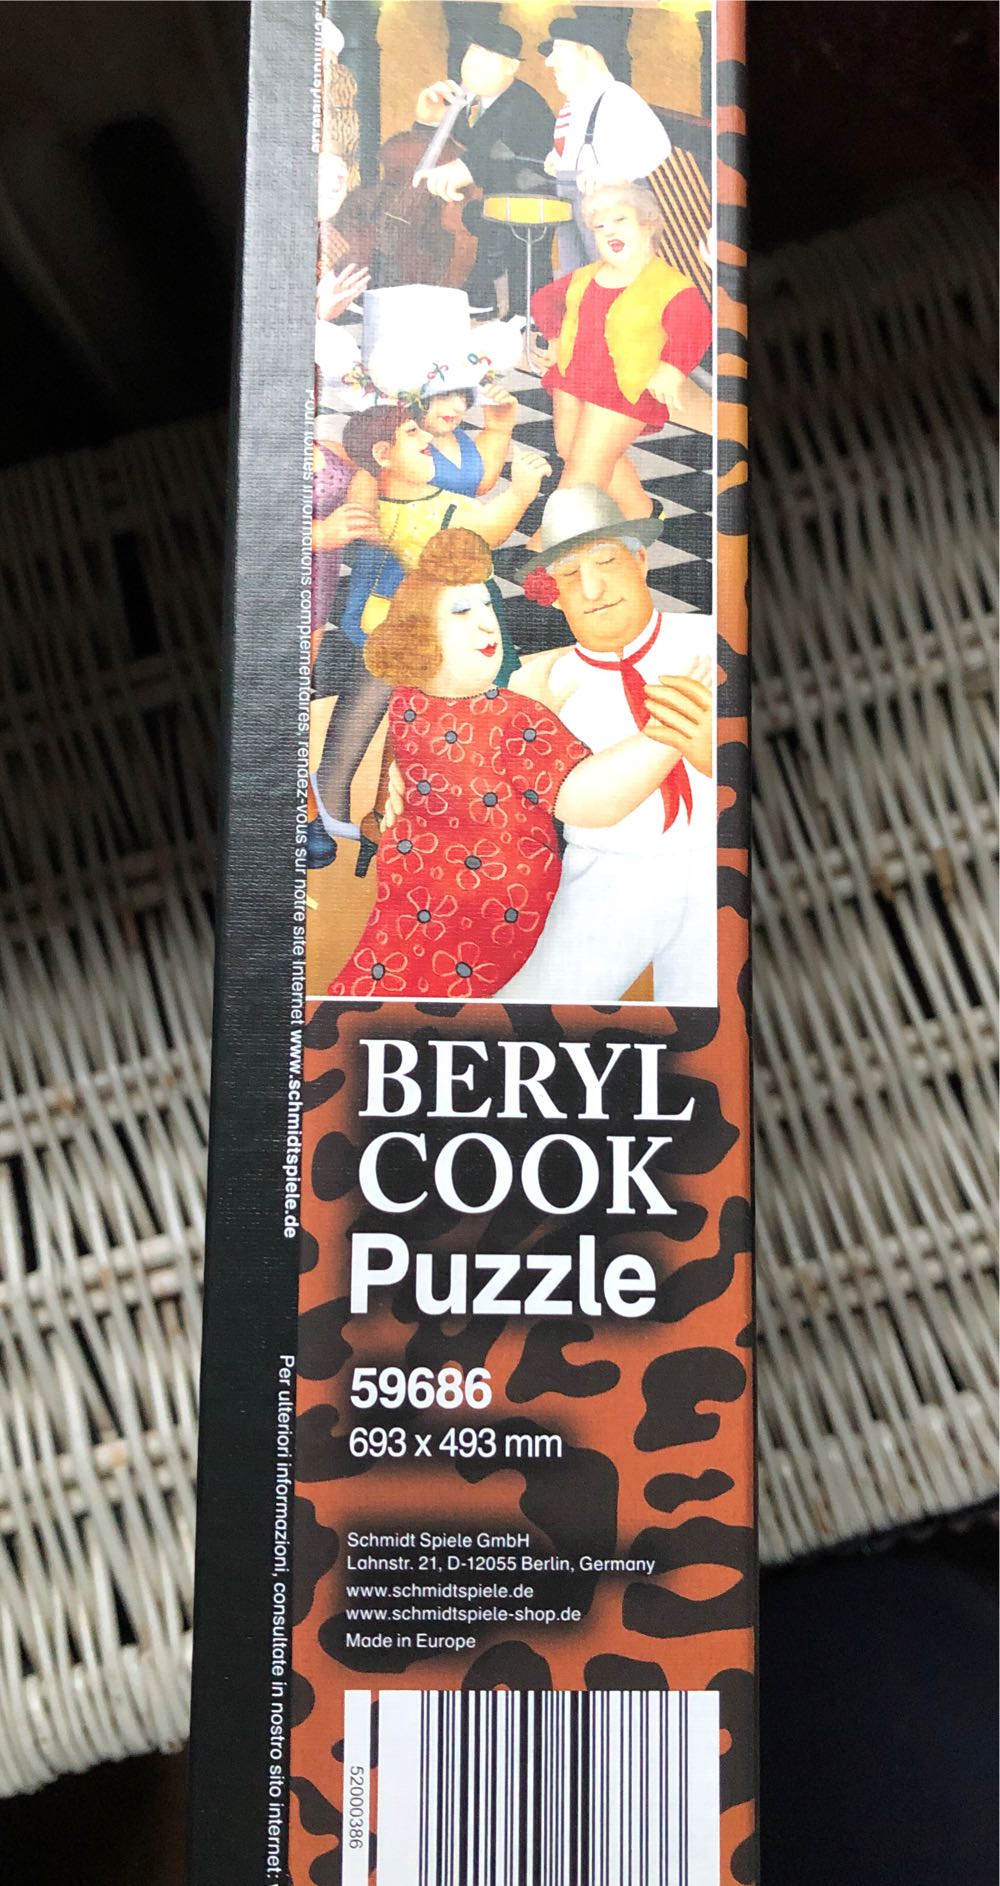 BERYL
COOK
Puzzle
59686
693 x 493 mm
Schmidt Spiele GmbH
Lahnstr. 21, D-12055 Berlin, Germany
www.schmidtspiele.de
www.schmidtspiele-shop.de
Made in Europe
52000386
Pour toutes informations complémentaires, rendez-vous sur notre site Internet www.schmidtspiele.de
Per ulteriori informazioni, consultate in nostro sito internet: